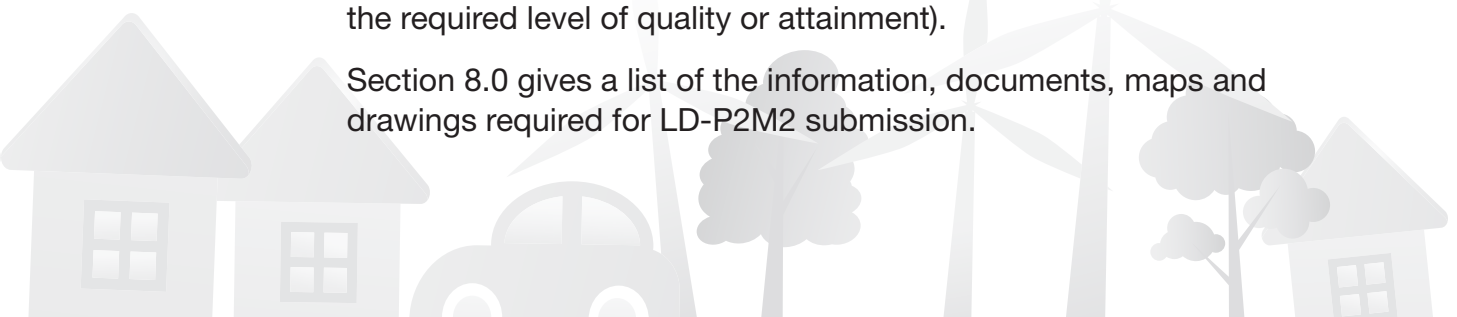 the required level of quality or attainment).
Section 8.0 gives a list of the information, documents, maps and
drawings required for LD-P2M2 submission.